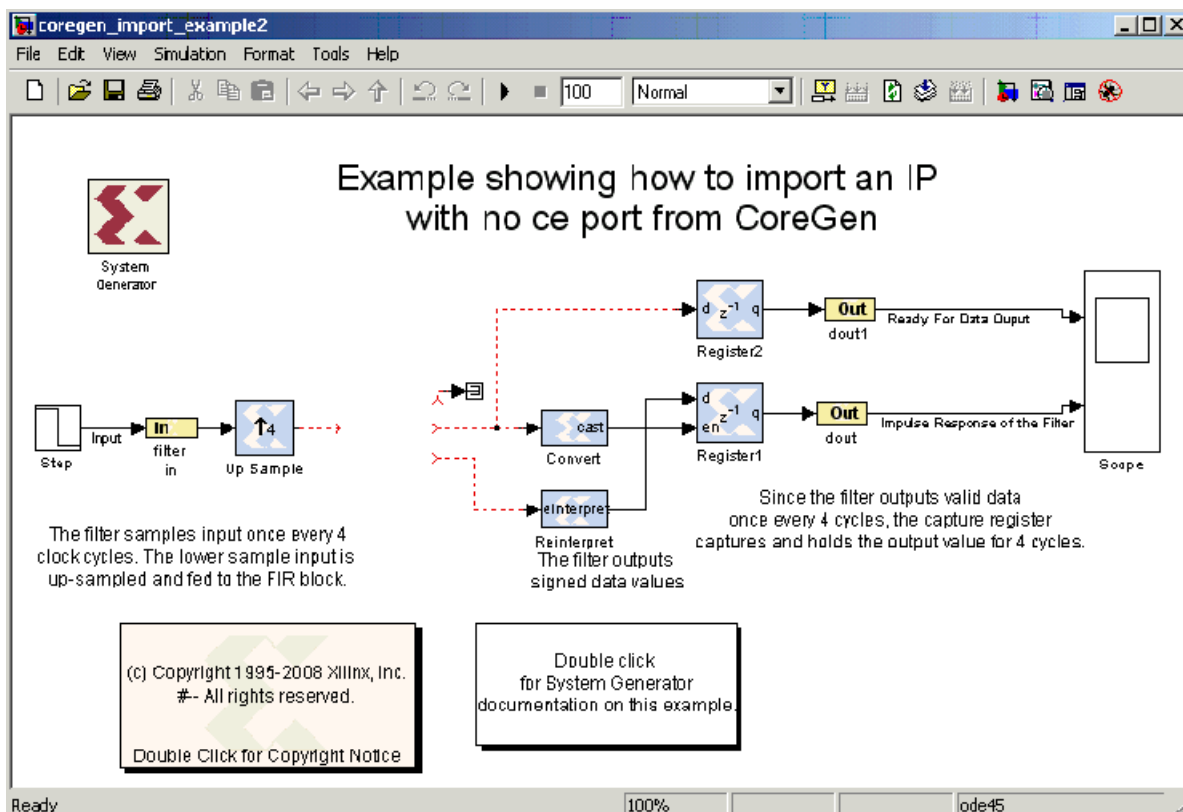 coregen_import_example2
File Edit View Simulation Format Tools Help
100 Normal
Example showing how to import an IP
with no ce port from CoreGen
System
Generator
d z⁻¹ q
Register2
Out
dout1
Ready For Data Ouput
Input
Step
In
filter
in
↑4
Up Sample
cast
Convert
d
en z⁻¹ q
Register1
Out
dout
Impulse Response of the Filter
Scope
einterpret
Reinterpret
The filter samples input once every 4
clock cycles. The lower sample input is
up-sampled and fed to the FIR block.
The filter outputs
signed data values
Since the filter outputs valid data
once every 4 cycles, the capture register
captures and holds the output value for 4 cycles.
(c) Copyright 1995-2008 Xilinx, Inc.
#-- All rights reserved.
Double Click for Copyright Notice
Double click
for System Generator
documentation on this example.
Ready 100% ode45